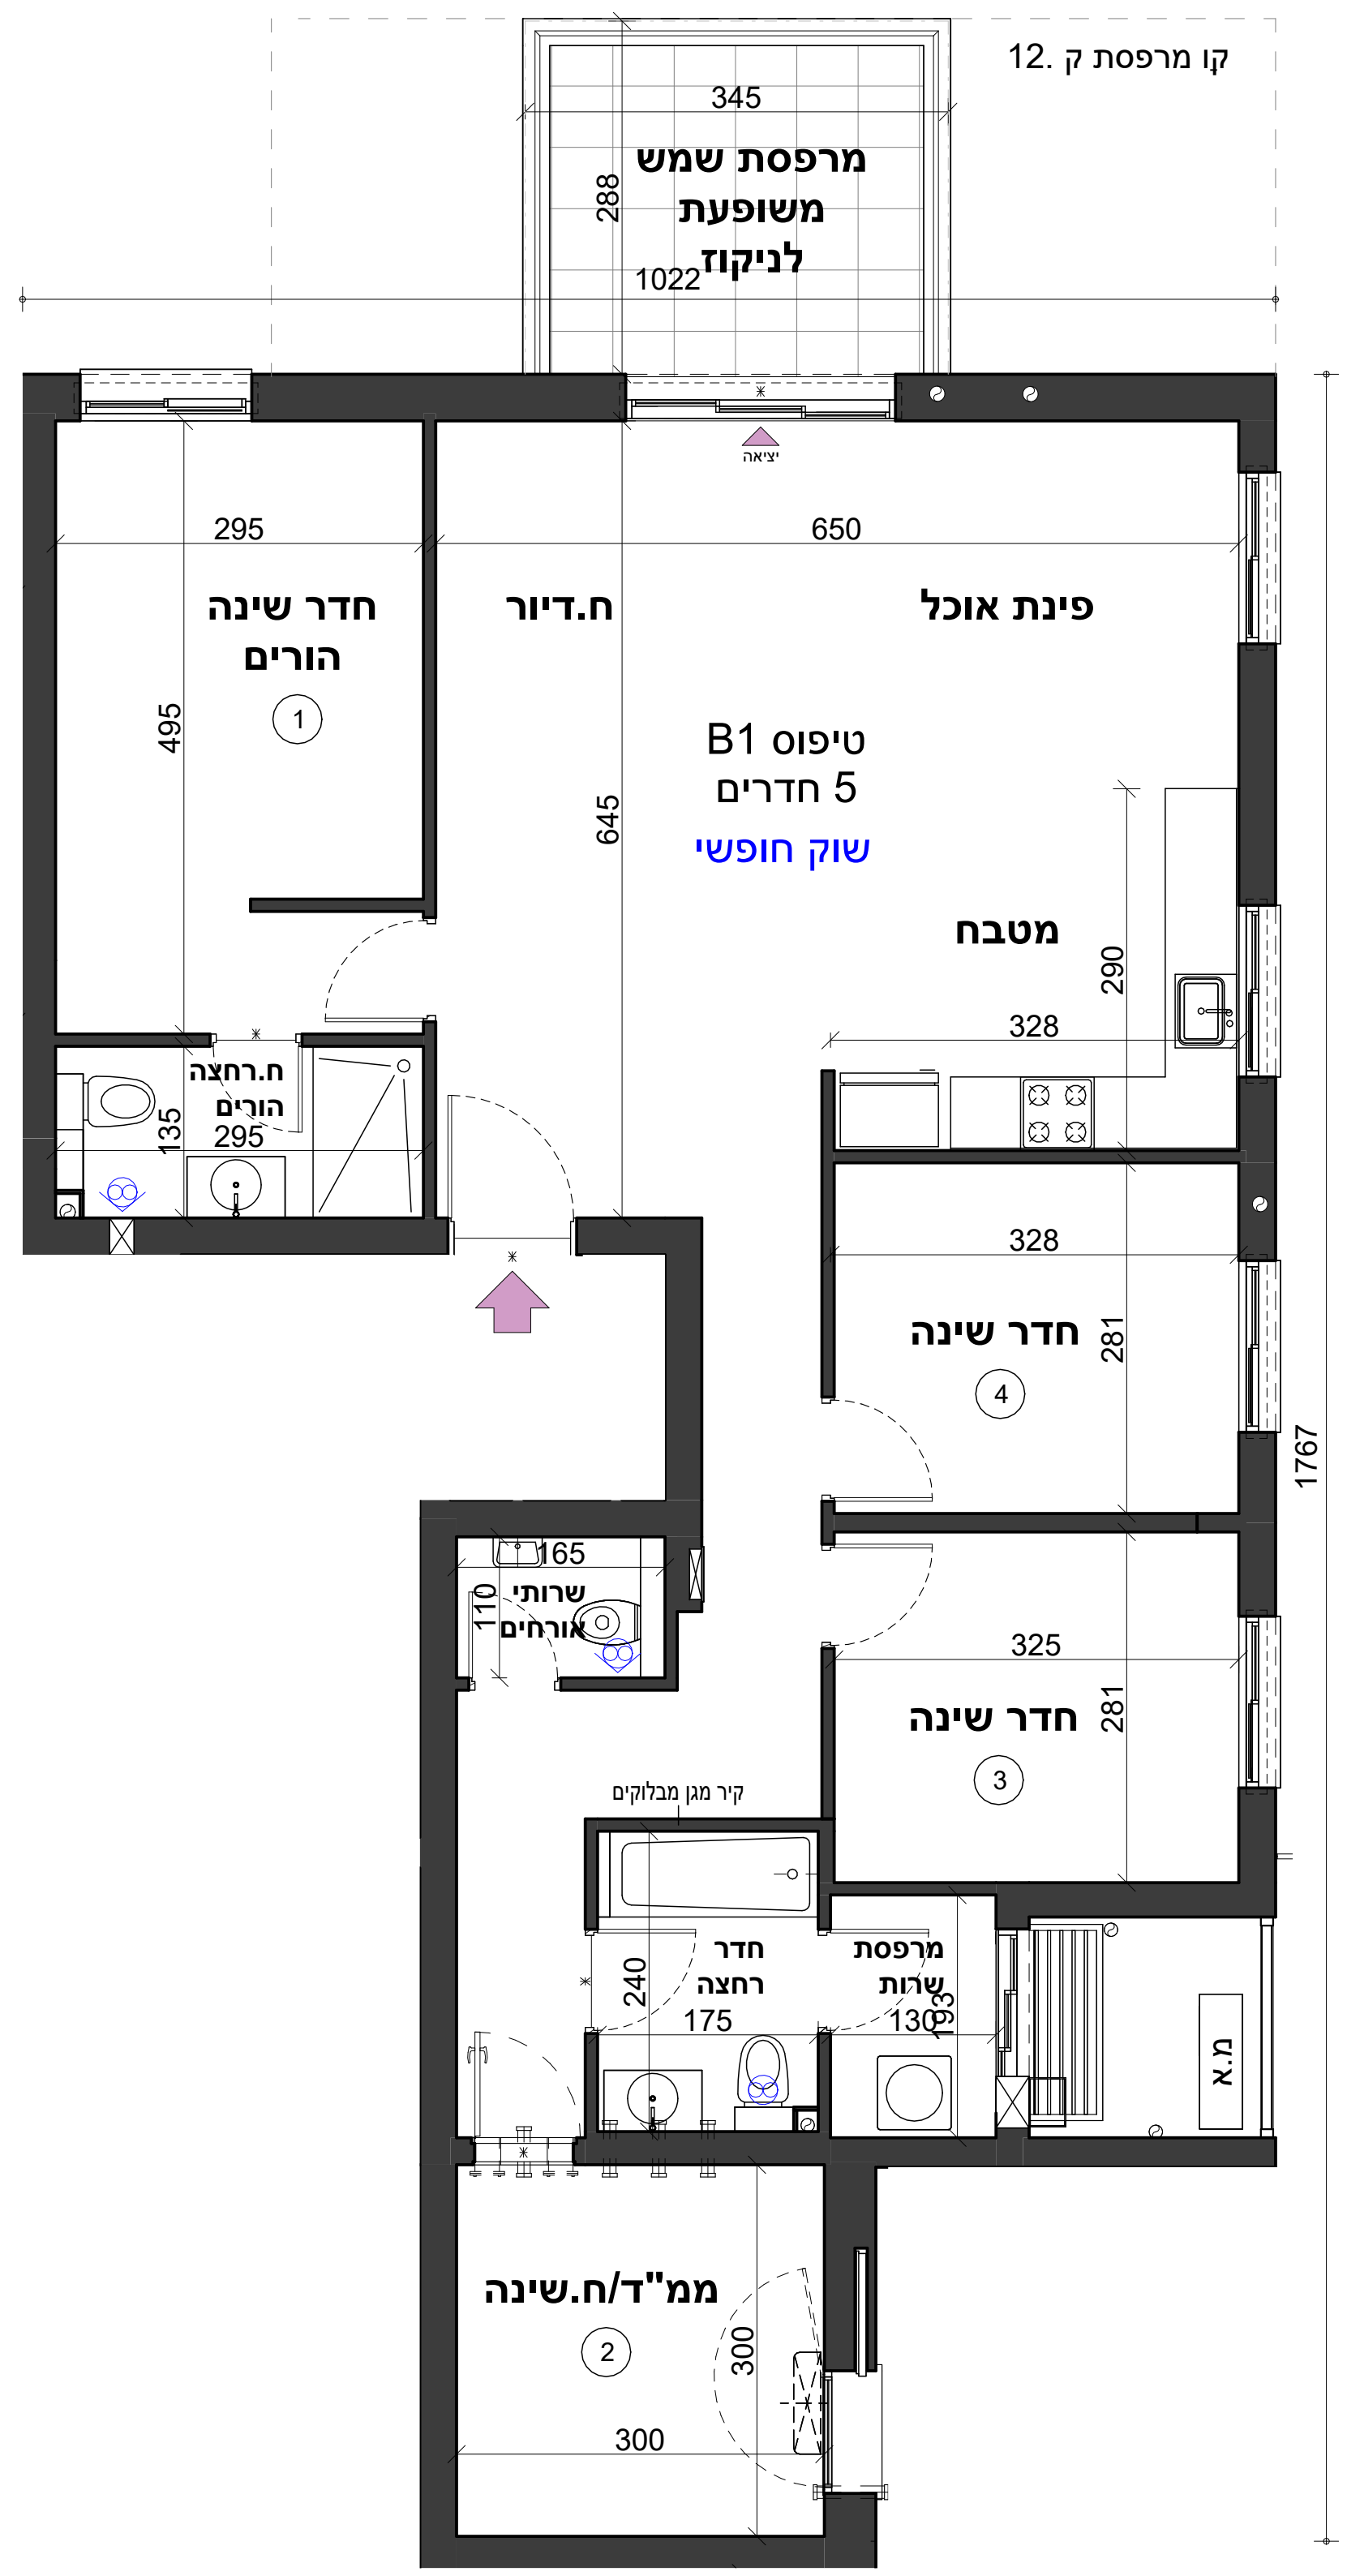 קו מרפסת ק .12
345
מרפסת שמש
משופעת
לניקוז
288
1022
יציאה
295
650
חדר שינה
הורים
1
ח.דיור
פינת אוכל
495
645
טיפוס B1
5 חדרים
שוק חופשי
מטבח
290
328
ח.רחצה
הורים
135
295
328
חדר שינה
4
281
1767
165
110
שרותי
אורחים
325
חדר שינה
3
281
קיר מגן מבלוקים
חדר
רחצה
240
175
מרפסת
שרות
130
193
מ.א
ממ"ד/ח.שינה
2
300
300